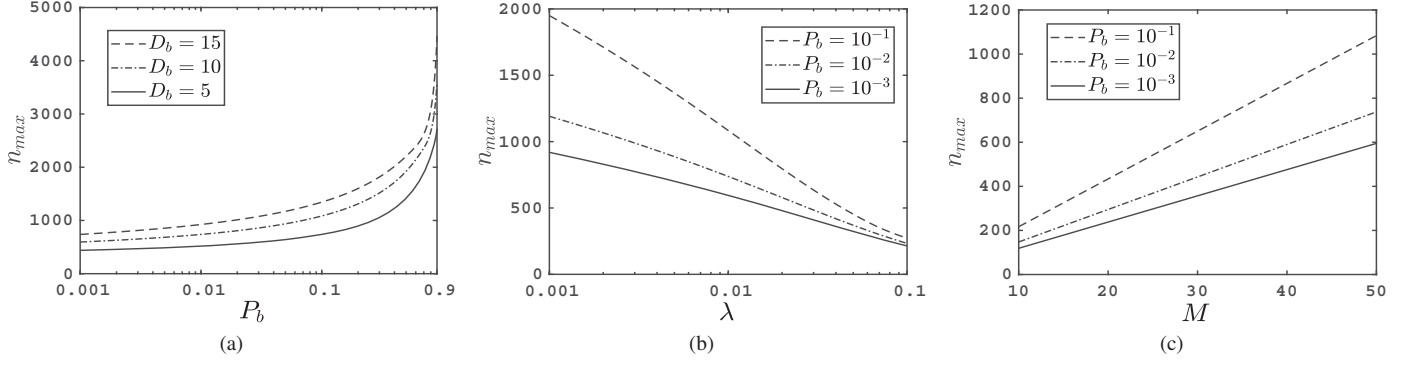 5000
4000
3000
2000
1000
0
n_max
D_b = 15
D_b = 10
D_b = 5
0.001 0.01 0.1 0.9
P_b
(a)
2000
1500
1000
500
0
n_max
P_b = 10^-1
P_b = 10^-2
P_b = 10^-3
0.001 0.01 0.1
λ
(b)
1200
1000
800
600
400
200
0
n_max
P_b = 10^-1
P_b = 10^-2
P_b = 10^-3
10 20 30 40 50
M
(c)